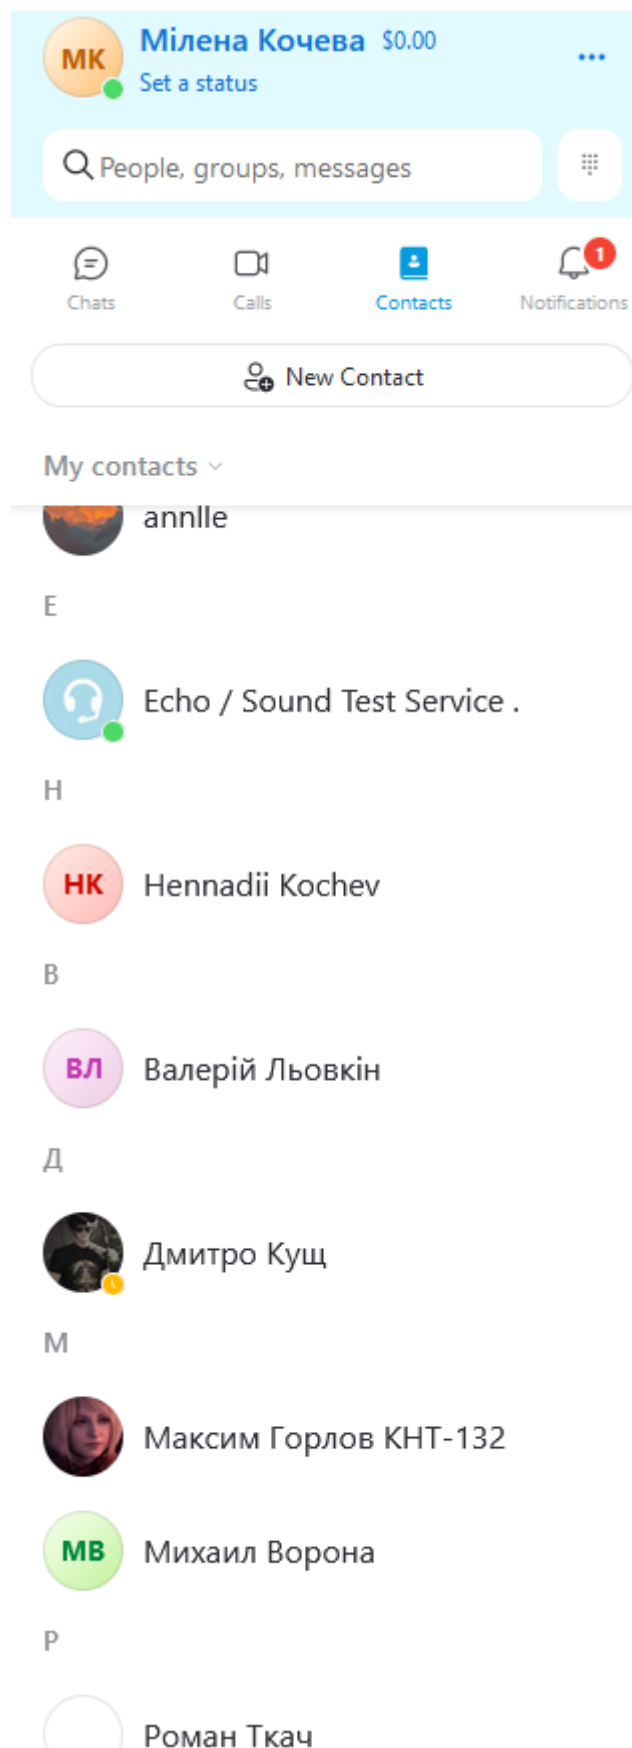 МК
Мілена Кочева $0.00
Set a status
People, groups, messages
Chats Calls Contacts Notifications
1
New Contact
My contacts
annlle
E
Echo / Sound Test Service .
H
НК
Hennadii Kochev
В
ВЛ
Валерій Льовкін
Д
Дмитро Кущ
М
Максим Горлов КНТ-132
МВ
Михаил Ворона
Р
Роман Ткач